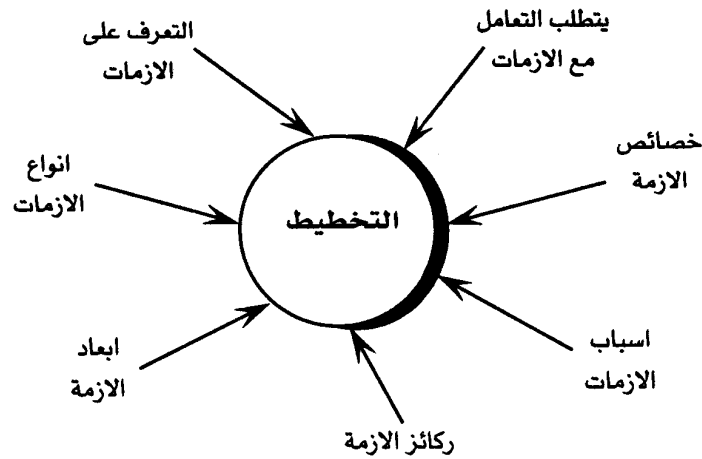 يتطلب التعامل
مع الازمات
خصائص
الازمة
اسباب
الازمات
ركائز الازمة
ابعاد
الازمة
انواع
الازمات
التعرف على
الازمات
التخطيط